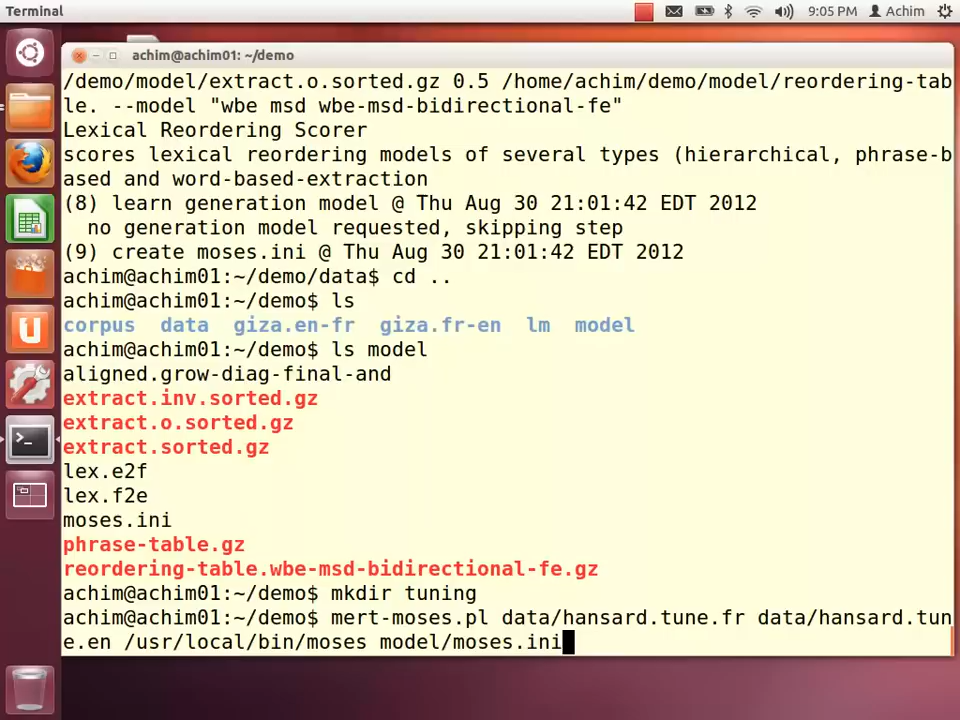 Terminal
9:05 PM
Achim
achim@achim01: ~/demo
/demo/model/extract.o.sorted.gz 0.5 /home/achim/demo/model/reordering-tab
le. --model "wbe msd wbe-msd-bidirectional-fe"
Lexical Reordering Scorer
scores lexical reordering models of several types (hierarchical, phrase-b
ased and word-based-extraction
(8) learn generation model @ Thu Aug 30 21:01:42 EDT 2012
  no generation model requested, skipping step
(9) create moses.ini @ Thu Aug 30 21:01:42 EDT 2012
achim@achim01:~/demo/data$ cd ..
achim@achim01:~/demo$ ls
corpus  data  giza.en-fr  giza.fr-en  lm  model
achim@achim01:~/demo$ ls model
aligned.grow-diag-final-and
extract.inv.sorted.gz
extract.o.sorted.gz
extract.sorted.gz
lex.e2f
lex.f2e
moses.ini
phrase-table.gz
reordering-table.wbe-msd-bidirectional-fe.gz
achim@achim01:~/demo$ mkdir tuning
achim@achim01:~/demo$ mert-moses.pl data/hansard.tune.fr data/hansard.tun
e.en /usr/local/bin/moses model/moses.ini